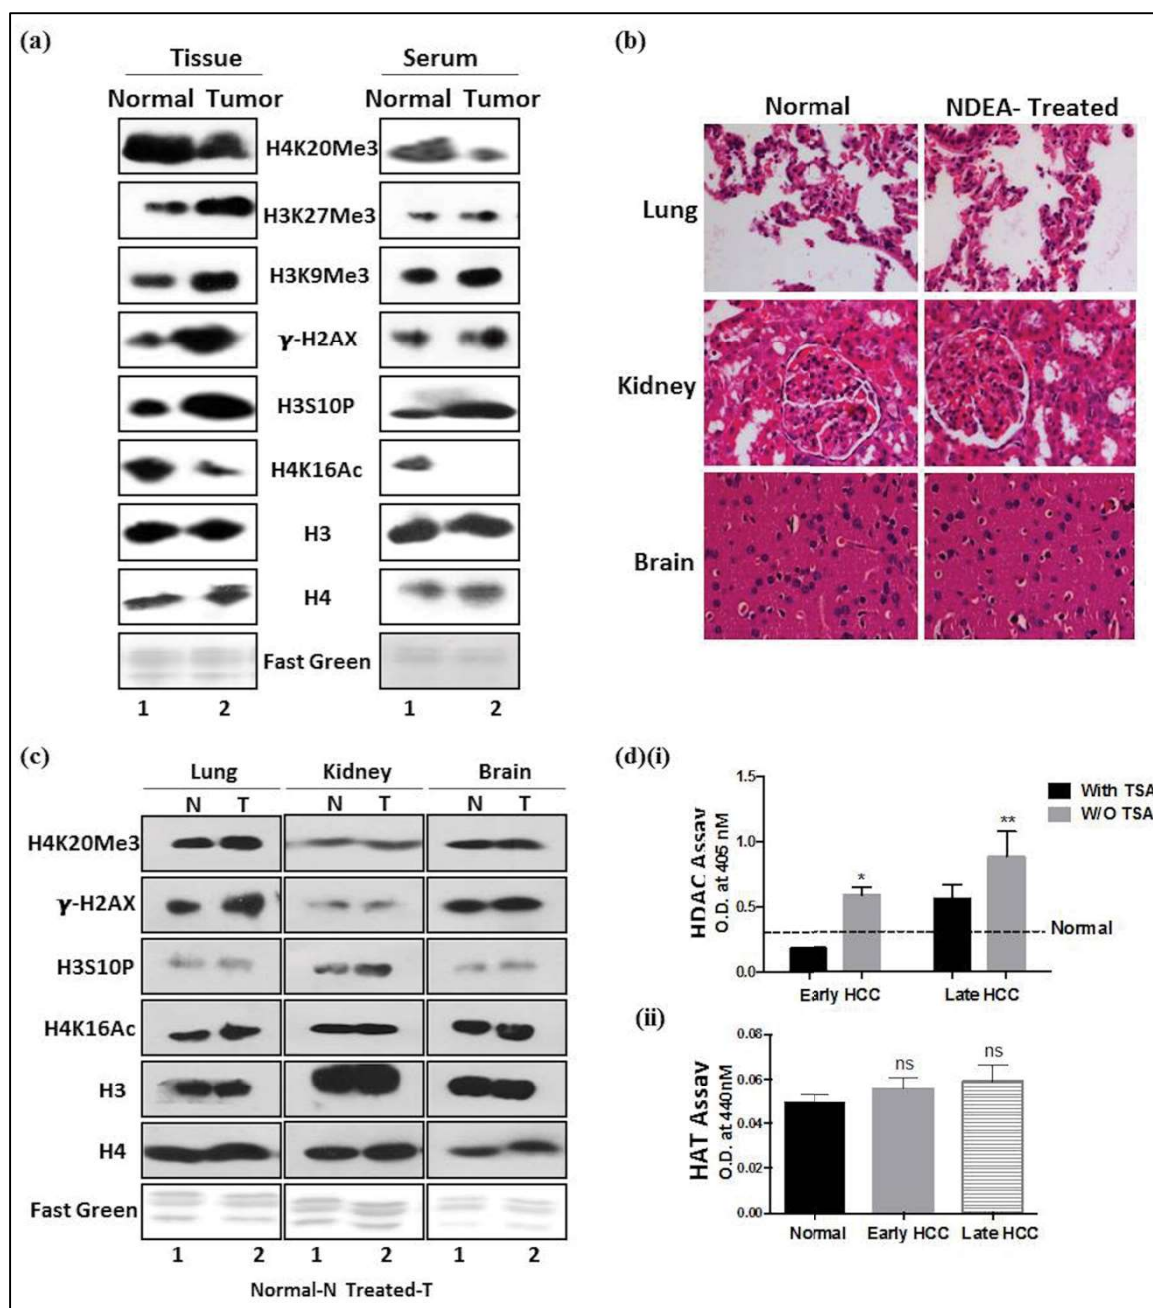 (a)
Tissue Serum
Normal Tumor Normal Tumor
H4K20Me3
H3K27Me3
H3K9Me3
γ-H2AX
H3S10P
H4K16Ac
H3
H4
Fast Green
1 2 1 2
(b)
Normal NDEA- Treated
Lung
Kidney
Brain
(c)
Lung Kidney Brain
N T N T N T
H4K20Me3
γ-H2AX
H3S10P
H4K16Ac
H3
H4
Fast Green
1 2 1 2 1 2
Normal-N Treated-T
(d)(i)
HDAC Assay
O.D. at 405 nM
1.5
1.0
0.5
0.0
* **
With TSA
W/O TSA
Normal
Early HCC Late HCC
(ii)
HAT Assay
O.D. at 440nM
0.08
0.06
0.04
0.02
0.00
ns ns
Normal Early HCC Late HCC